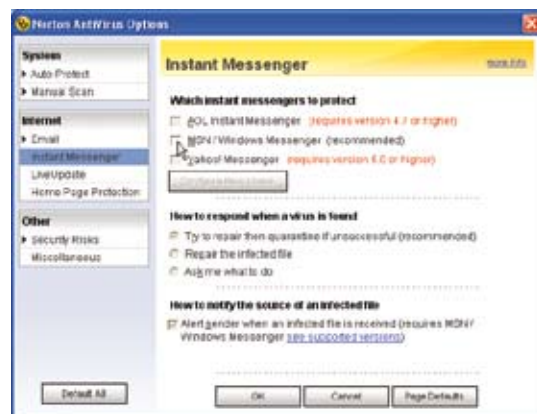 Norton AntiVirus Options
System
Auto-Protect
Manual Scan
Internet
Email
Instant Messenger
LiveUpdate
Home Page Protection
Other
Security Risks
Miscellaneous
Default All
Instant Messenger
more info
Which instant messengers to protect
AOL Instant Messenger (requires version 4.7 or higher)
MSN / Windows Messenger (recommended)
Yahoo! Messenger (requires version 5.0 or higher)
How to respond when a virus is found
Try to repair then quarantine if unsuccessful (recommended)
Repair the infected file
Ask me what to do
How to notify the source of an infected file
Alert sender when an infected file is received (requires MSN/
Windows Messenger see supported versions)
OK
Cancel
Page Defaults